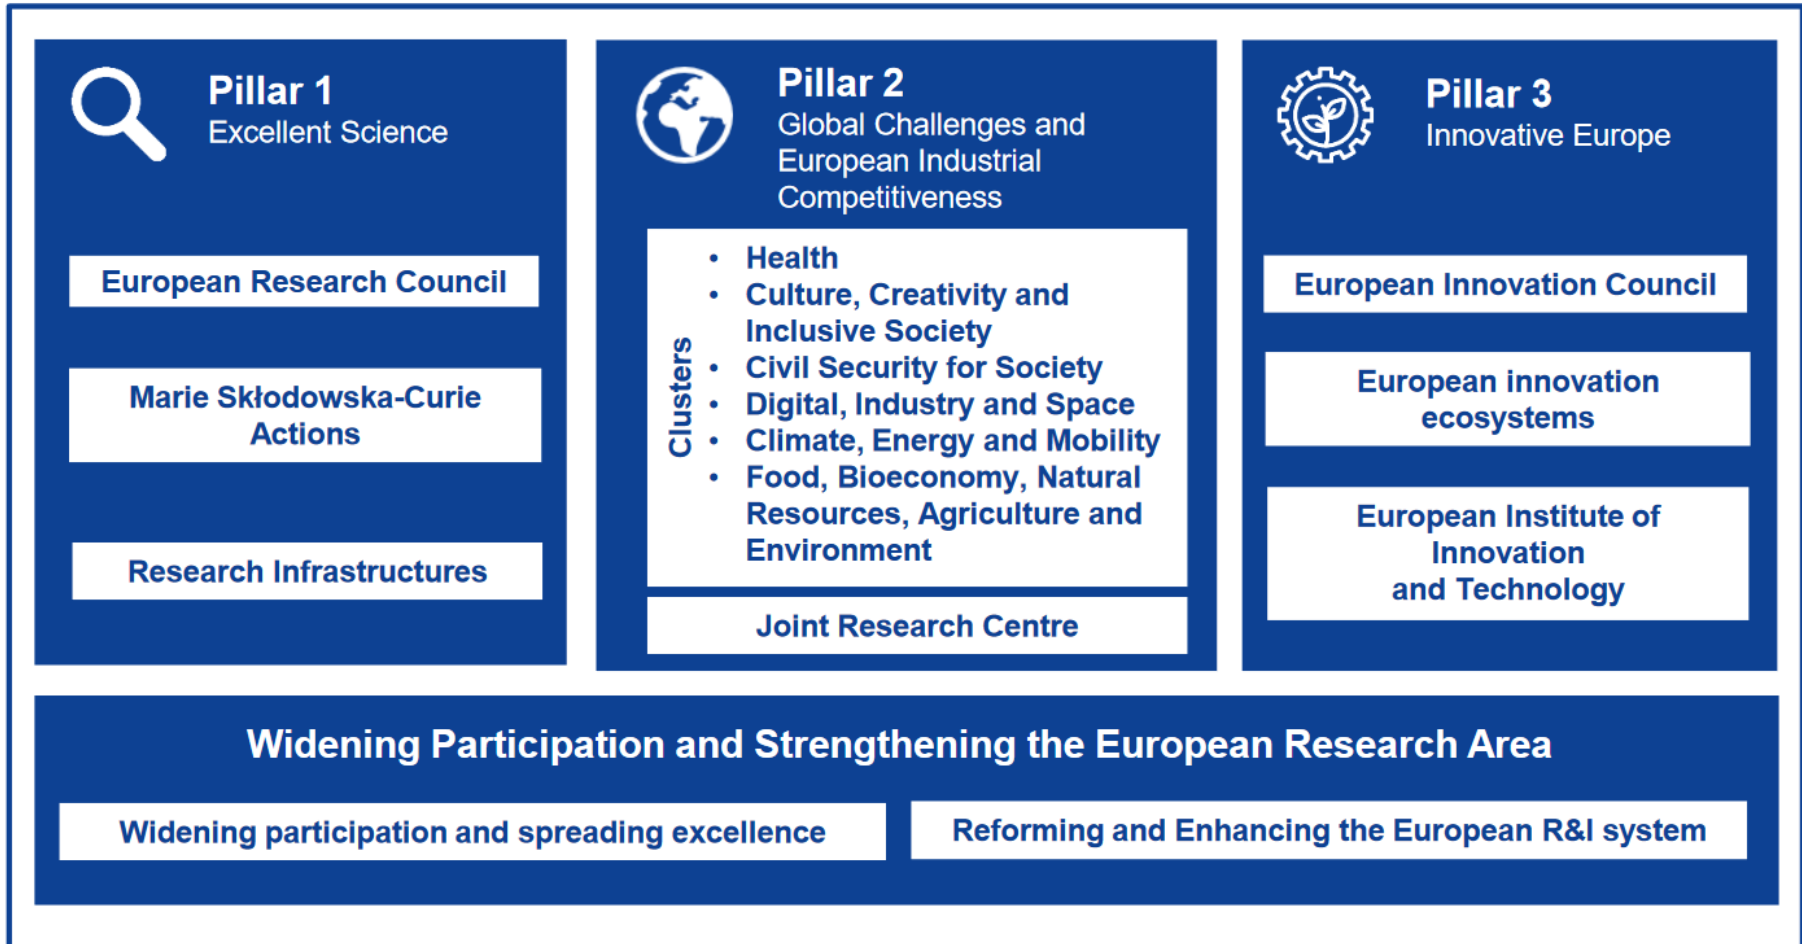 Pillar 1
Excellent Science
European Research Council
Marie Skłodowska-Curie
Actions
Research Infrastructures
Pillar 2
Global Challenges and
European Industrial
Competitiveness
Clusters
• Health
• Culture, Creativity and
Inclusive Society
• Civil Security for Society
• Digital, Industry and Space
• Climate, Energy and Mobility
• Food, Bioeconomy, Natural
Resources, Agriculture and
Environment
Joint Research Centre
Pillar 3
Innovative Europe
European Innovation Council
European innovation
ecosystems
European Institute of
Innovation
and Technology
Widening Participation and Strengthening the European Research Area
Widening participation and spreading excellence
Reforming and Enhancing the European R&I system